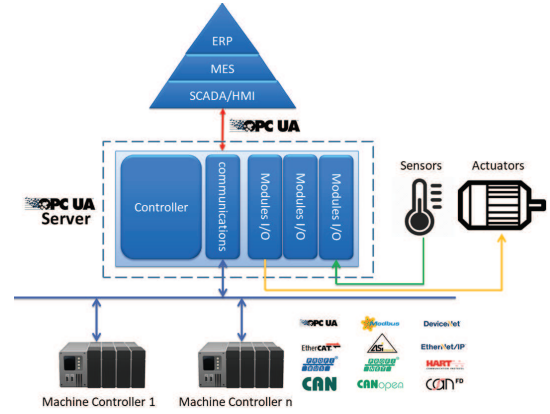 ERP
MES
SCADA/HMI
OPC UA
OPC UA
Server
Controller
communications
Modules I/O
Modules I/O
Modules I/O
Sensors
Actuators
Machine Controller 1
Machine Controller n
OPC UA
Modbus
DeviceNet
EtherCAT
ASi
EtherNet/IP
HART
CAN
CANopen
CAN FD